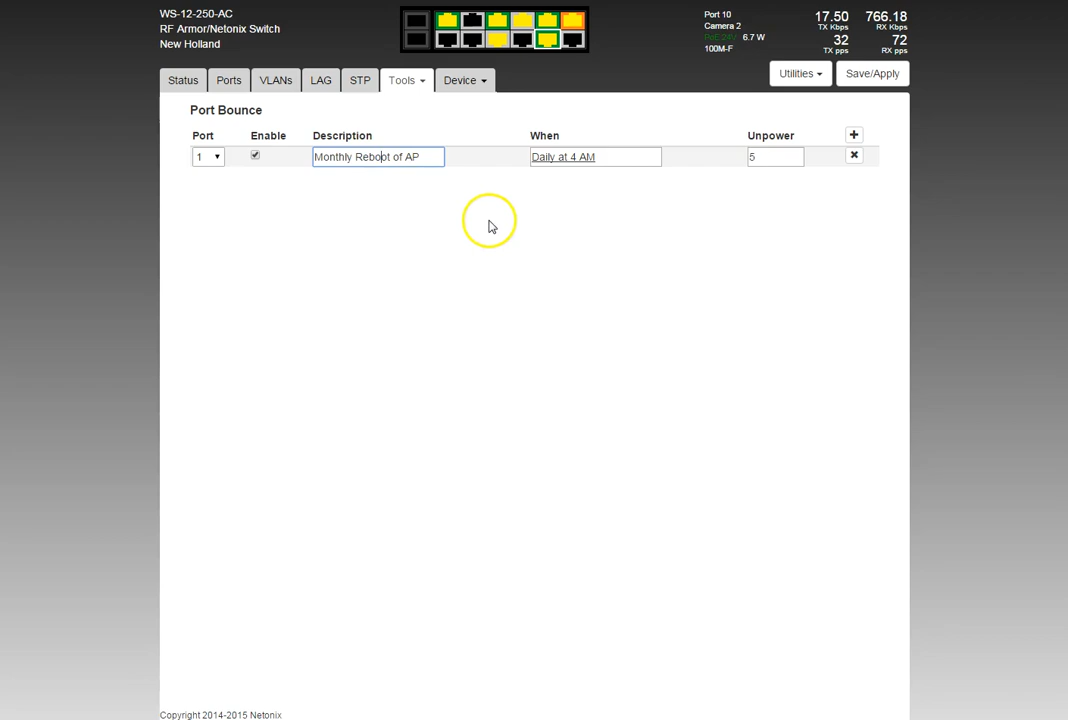 WS-12-250-AC
RF Armor/Netonix Switch
New Holland
Port 10
Camera 2
PoE:24V 6.7 W
100M-F
17.50 766.18
TX Kbps RX Kbps
32 72
TX pps RX pps
Status Ports VLANs LAG STP Tools Device Utilities Save/Apply
Port Bounce
Port Enable Description When Unpower
1 Monthly Reboot of AP Daily at 4 AM 5
Copyright 2014-2015 Netonix